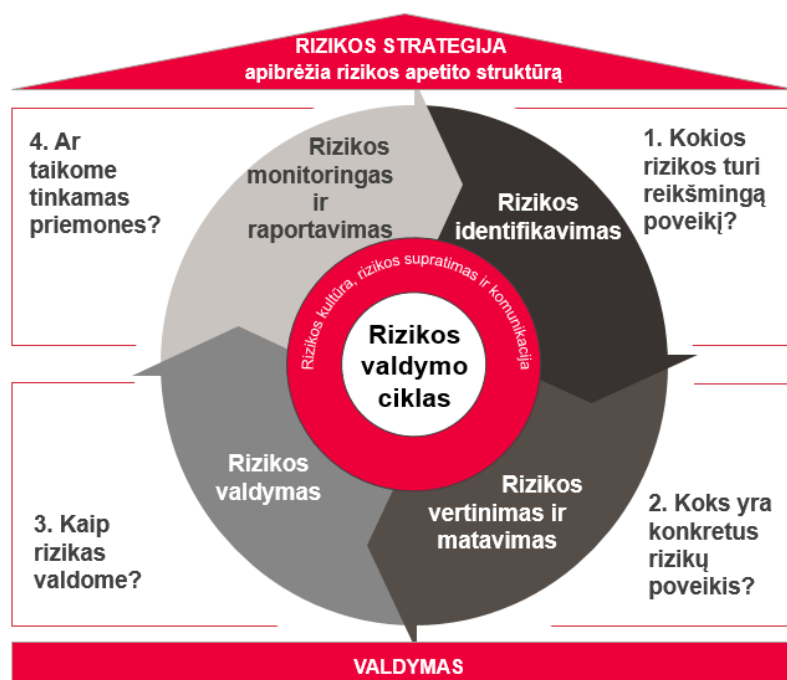 RIZIKOS STRATEGIJA
apibrėžia rizikos apetito struktūrą
4. Ar
taikome
tinkamas
priemones?
Rizikos
monitoringas
ir
raportavimas
Rizikos
identifikavimas
1. Kokios
rizikos turi
reikšmingą
poveikį?
Rizikos kultūra, rizikos supratimas ir komunikacija
Rizikos
valdymo
ciklas
3. Kaip
rizikas
valdome?
Rizikos
valdymas
Rizikos
vertinimas ir
matavimas
2. Koks yra
konkretus
rizikų
poveikis?
VALDYMAS